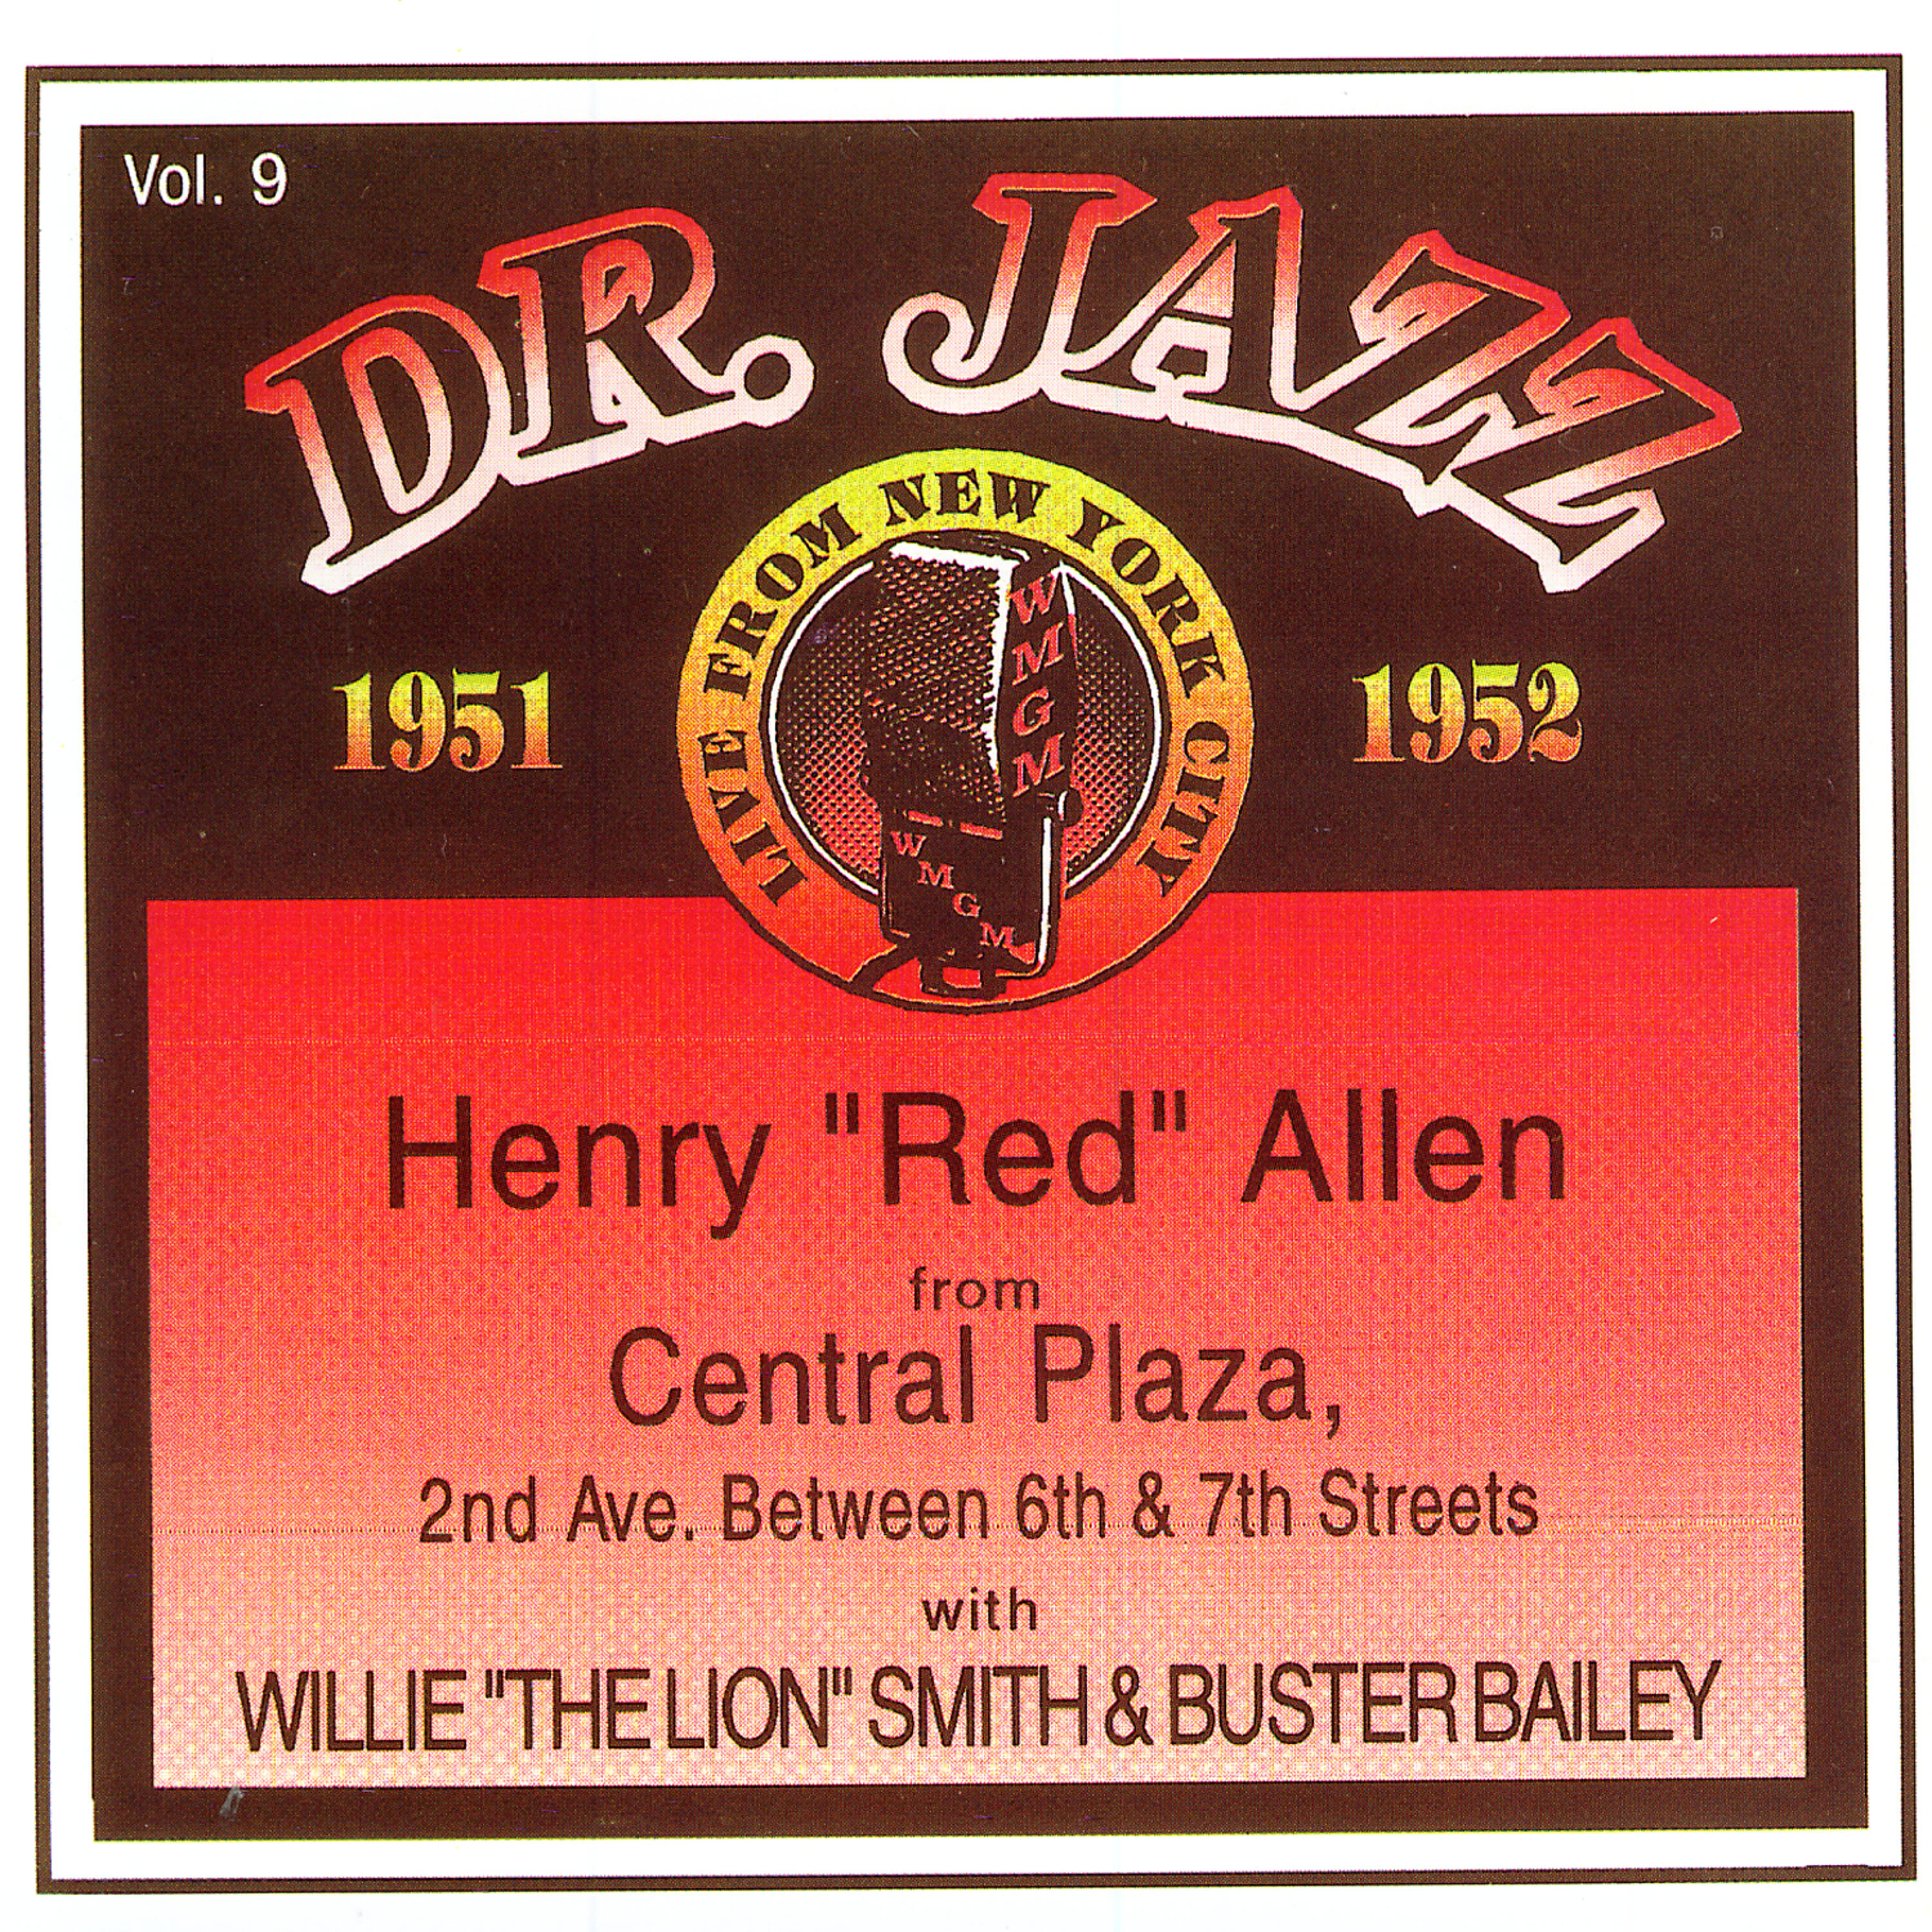 Vol. 9
DR. JAZZ
LIVE FROM NEW YORK CITY
WMGM
WMGM
1951
1952
Henry "Red" Allen
from
Central Plaza,
2nd Ave. Between 6th & 7th Streets
with
WILLIE "THE LION" SMITH & BUSTER BAILEY